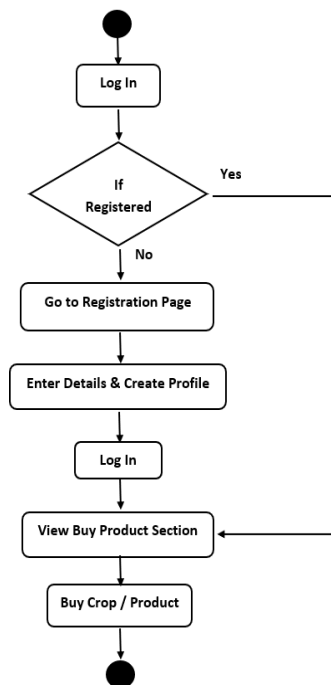 Log In
If
Registered
Yes
No
Go to Registration Page
Enter Details & Create Profile
Log In
View Buy Product Section
Buy Crop / Product